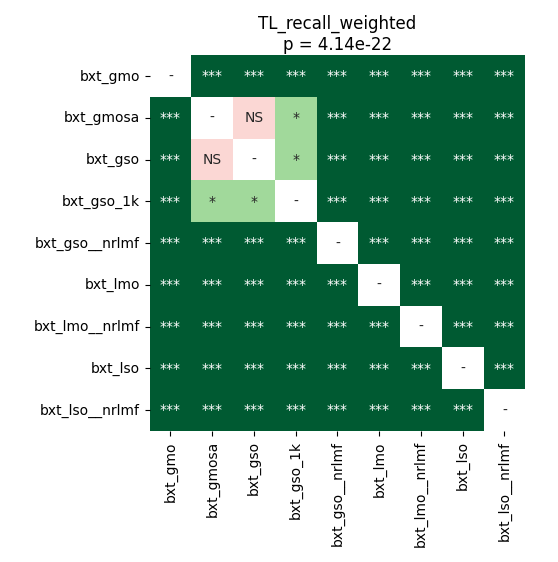 TL_recall_weighted
p = 4.14e-22
bxt_gmo - *** *** *** *** *** *** *** ***
bxt_gmosa *** - NS * *** *** *** *** ***
bxt_gso *** NS - * *** *** *** *** ***
bxt_gso_1k *** * * - *** *** *** *** ***
bxt_gso__nrlmf *** *** *** *** - *** *** *** ***
bxt_lmo *** *** *** *** *** - *** *** ***
bxt_lmo__nrlmf *** *** *** *** *** *** - *** ***
bxt_lso *** *** *** *** *** *** *** - ***
bxt_lso__nrlmf *** *** *** *** *** *** *** *** -
bxt_gmo
bxt_gmosa
bxt_gso
bxt_gso_1k
bxt_gso__nrlmf
bxt_lmo
bxt_lmo__nrlmf
bxt_lso
bxt_lso__nrlmf